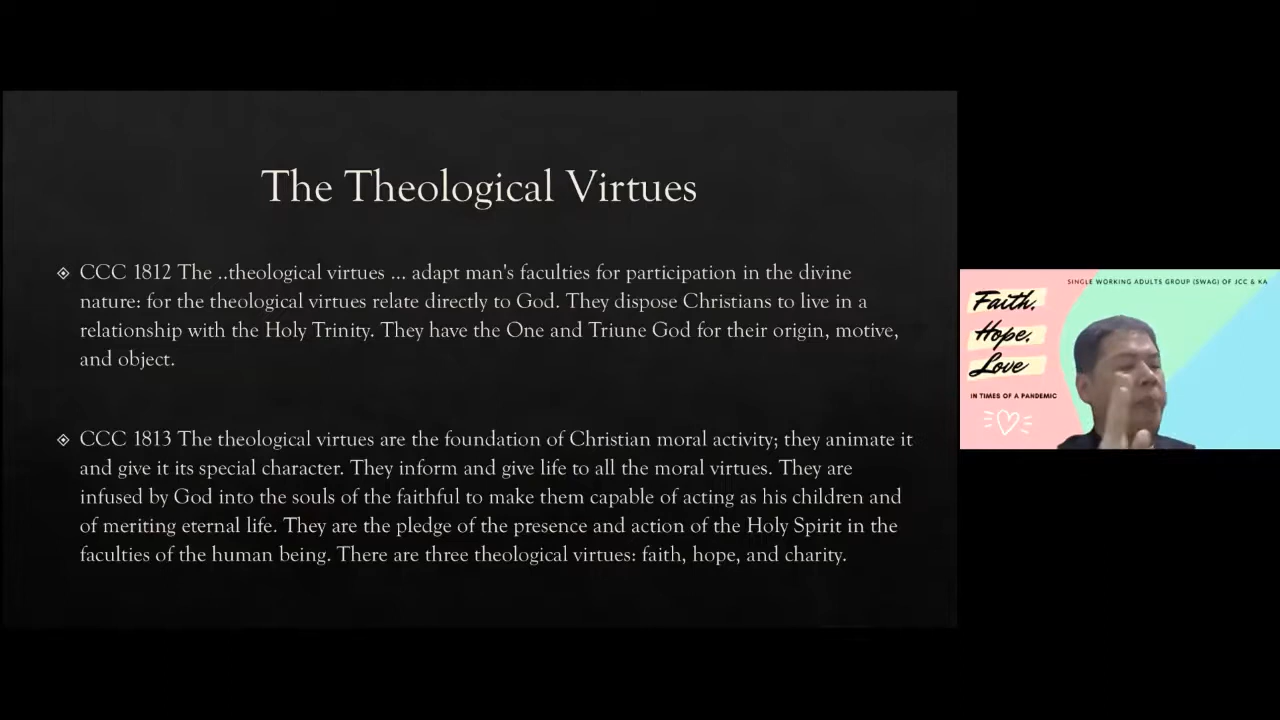 The Theological Virtues
CCC 1812 The ..theological virtues ... adapt man's faculties for participation in the divine
nature: for the theological virtues relate directly to God. They dispose Christians to live in a
relationship with the Holy Trinity. They have the One and Triune God for their origin, motive,
and object.
CCC 1813 The theological virtues are the foundation of Christian moral activity; they animate it
and give it its special character. They inform and give life to all the moral virtues. They are
infused by God into the souls of the faithful to make them capable of acting as his children and
of meriting eternal life. They are the pledge of the presence and action of the Holy Spirit in the
faculties of the human being. There are three theological virtues: faith, hope, and charity.
SINGLE WORKING ADULTS GROUP (SWAG) OF JCC & KA
Faith.
Hope.
Love
IN TIMES OF A PANDEMIC